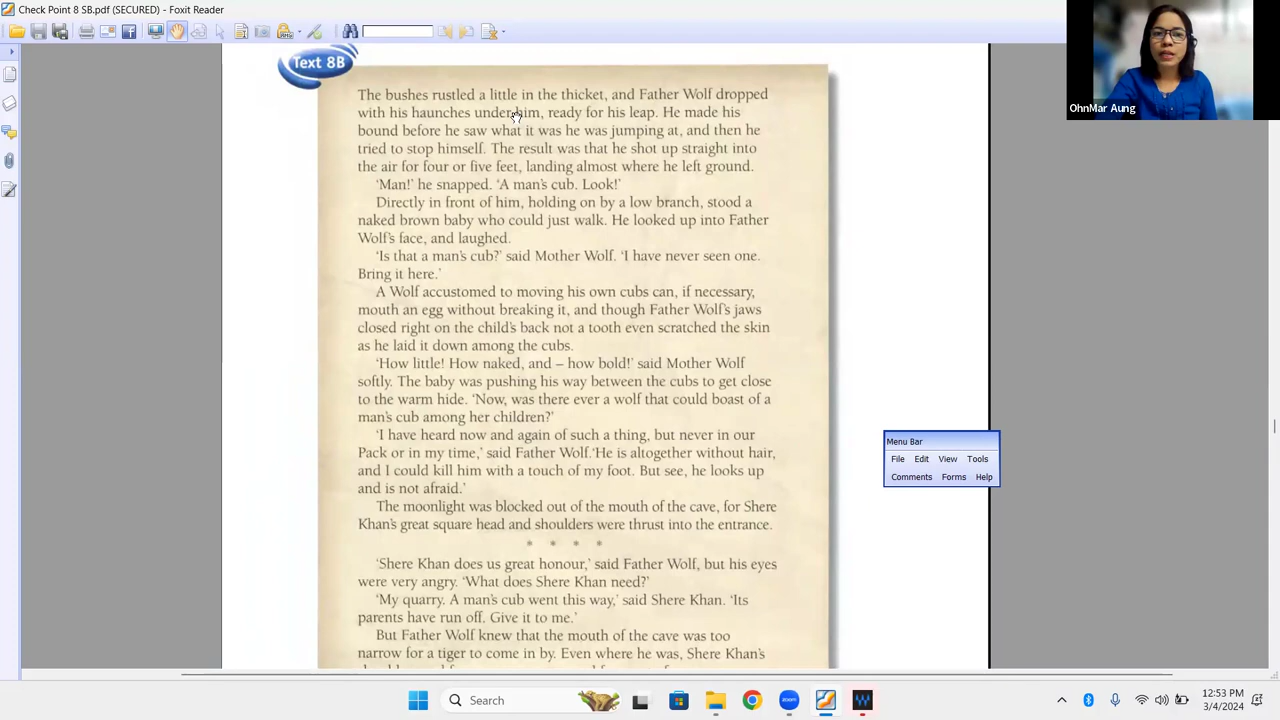 Check Point 8 SB.pdf (SECURED) - Foxit Reader
OhnMar Aung
Text 8B
The bushes rustled a little in the thicket, and Father Wolf dropped
with his haunches under him, ready for his leap. He made his
bound before he saw what it was he was jumping at, and then he
tried to stop himself. The result was that he shot up straight into
the air for four or five feet, landing almost where he left ground.
‘Man!’ he snapped. ‘A man’s cub. Look!’
Directly in front of him, holding on by a low branch, stood a
naked brown baby who could just walk. He looked up into Father
Wolf’s face, and laughed.
‘Is that a man’s cub?’ said Mother Wolf. ‘I have never seen one.
Bring it here.’
A Wolf accustomed to moving his own cubs can, if necessary,
mouth an egg without breaking it, and though Father Wolf’s jaws
closed right on the child’s back not a tooth even scratched the skin
as he laid it down among the cubs.
‘How little! How naked, and – how bold!’ said Mother Wolf
softly. The baby was pushing his way between the cubs to get close
to the warm hide. ‘Now, was there ever a wolf that could boast of a
man’s cub among her children?’
‘I have heard now and again of such a thing, but never in our
Pack or in my time,’ said Father Wolf.‘He is altogether without hair,
and I could kill him with a touch of my foot. But see, he looks up
and is not afraid.’
The moonlight was blocked out of the mouth of the cave, for Shere
Khan’s great square head and shoulders were thrust into the entrance.
* * * *
‘Shere Khan does us great honour,’ said Father Wolf, but his eyes
were very angry. ‘What does Shere Khan need?’
‘My quarry. A man’s cub went this way,’ said Shere Khan. ‘Its
parents have run off. Give it to me.’
But Father Wolf knew that the mouth of the cave was too
narrow for a tiger to come in by. Even where he was, Shere Khan’s
Menu Bar
File Edit View Tools
Comments Forms Help
Search
12:53 PM
3/4/2024